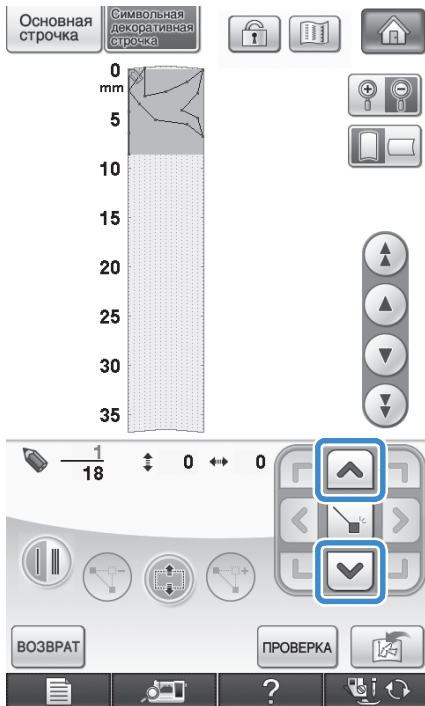 Основная
строчка
Символьная
декоративная
строчка
0
mm
5
10
15
20
25
30
35
1
18
0
0
ВОЗВРАТ
ПРОВЕРКА
?